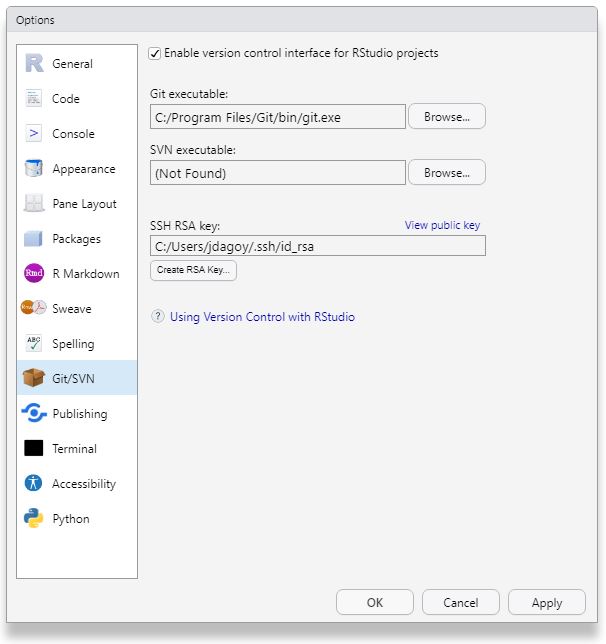 Options
General
Code
Console
Appearance
Pane Layout
Packages
Rmd
R Markdown
Sweave
ABC
Spelling
Git/SVN
Publishing
Terminal
Accessibility
Python
Enable version control interface for RStudio projects
Git executable:
C:/Program Files/Git/bin/git.exe
Browse...
SVN executable:
(Not Found)
Browse...
SSH RSA key:
View public key
C:/Users/jdagoy/.ssh/id_rsa
Create RSA Key...
? Using Version Control with RStudio
OK
Cancel
Apply